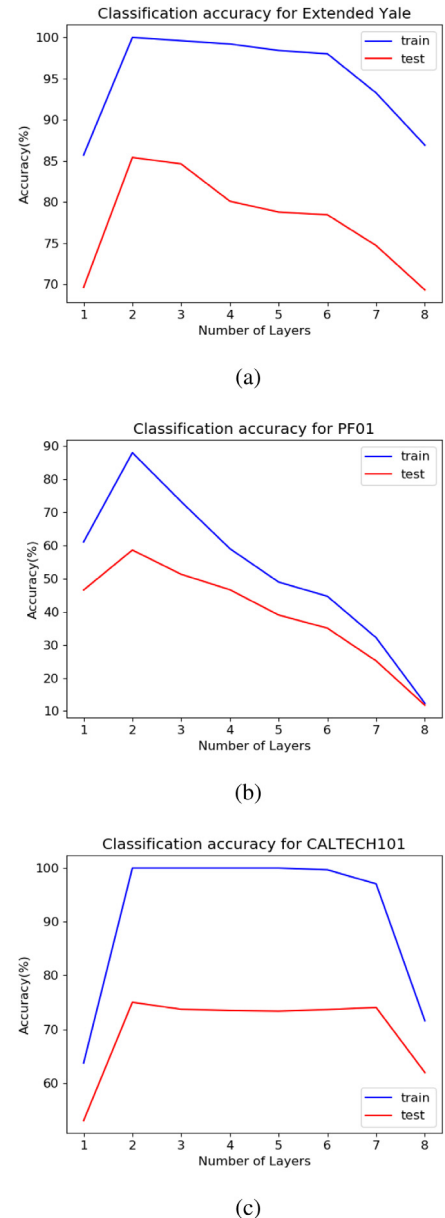 Classification accuracy for Extended Yale
train
test
100
95
90
85
80
75
70
Accuracy(%)
1 2 3 4 5 6 7 8
Number of Layers
(a)
Classification accuracy for PF01
train
test
90
80
70
60
50
40
30
20
10
Accuracy(%)
1 2 3 4 5 6 7 8
Number of Layers
(b)
Classification accuracy for CALTECH101
100
90
80
70
60
Accuracy(%)
train
test
1 2 3 4 5 6 7 8
Number of Layers
(c)